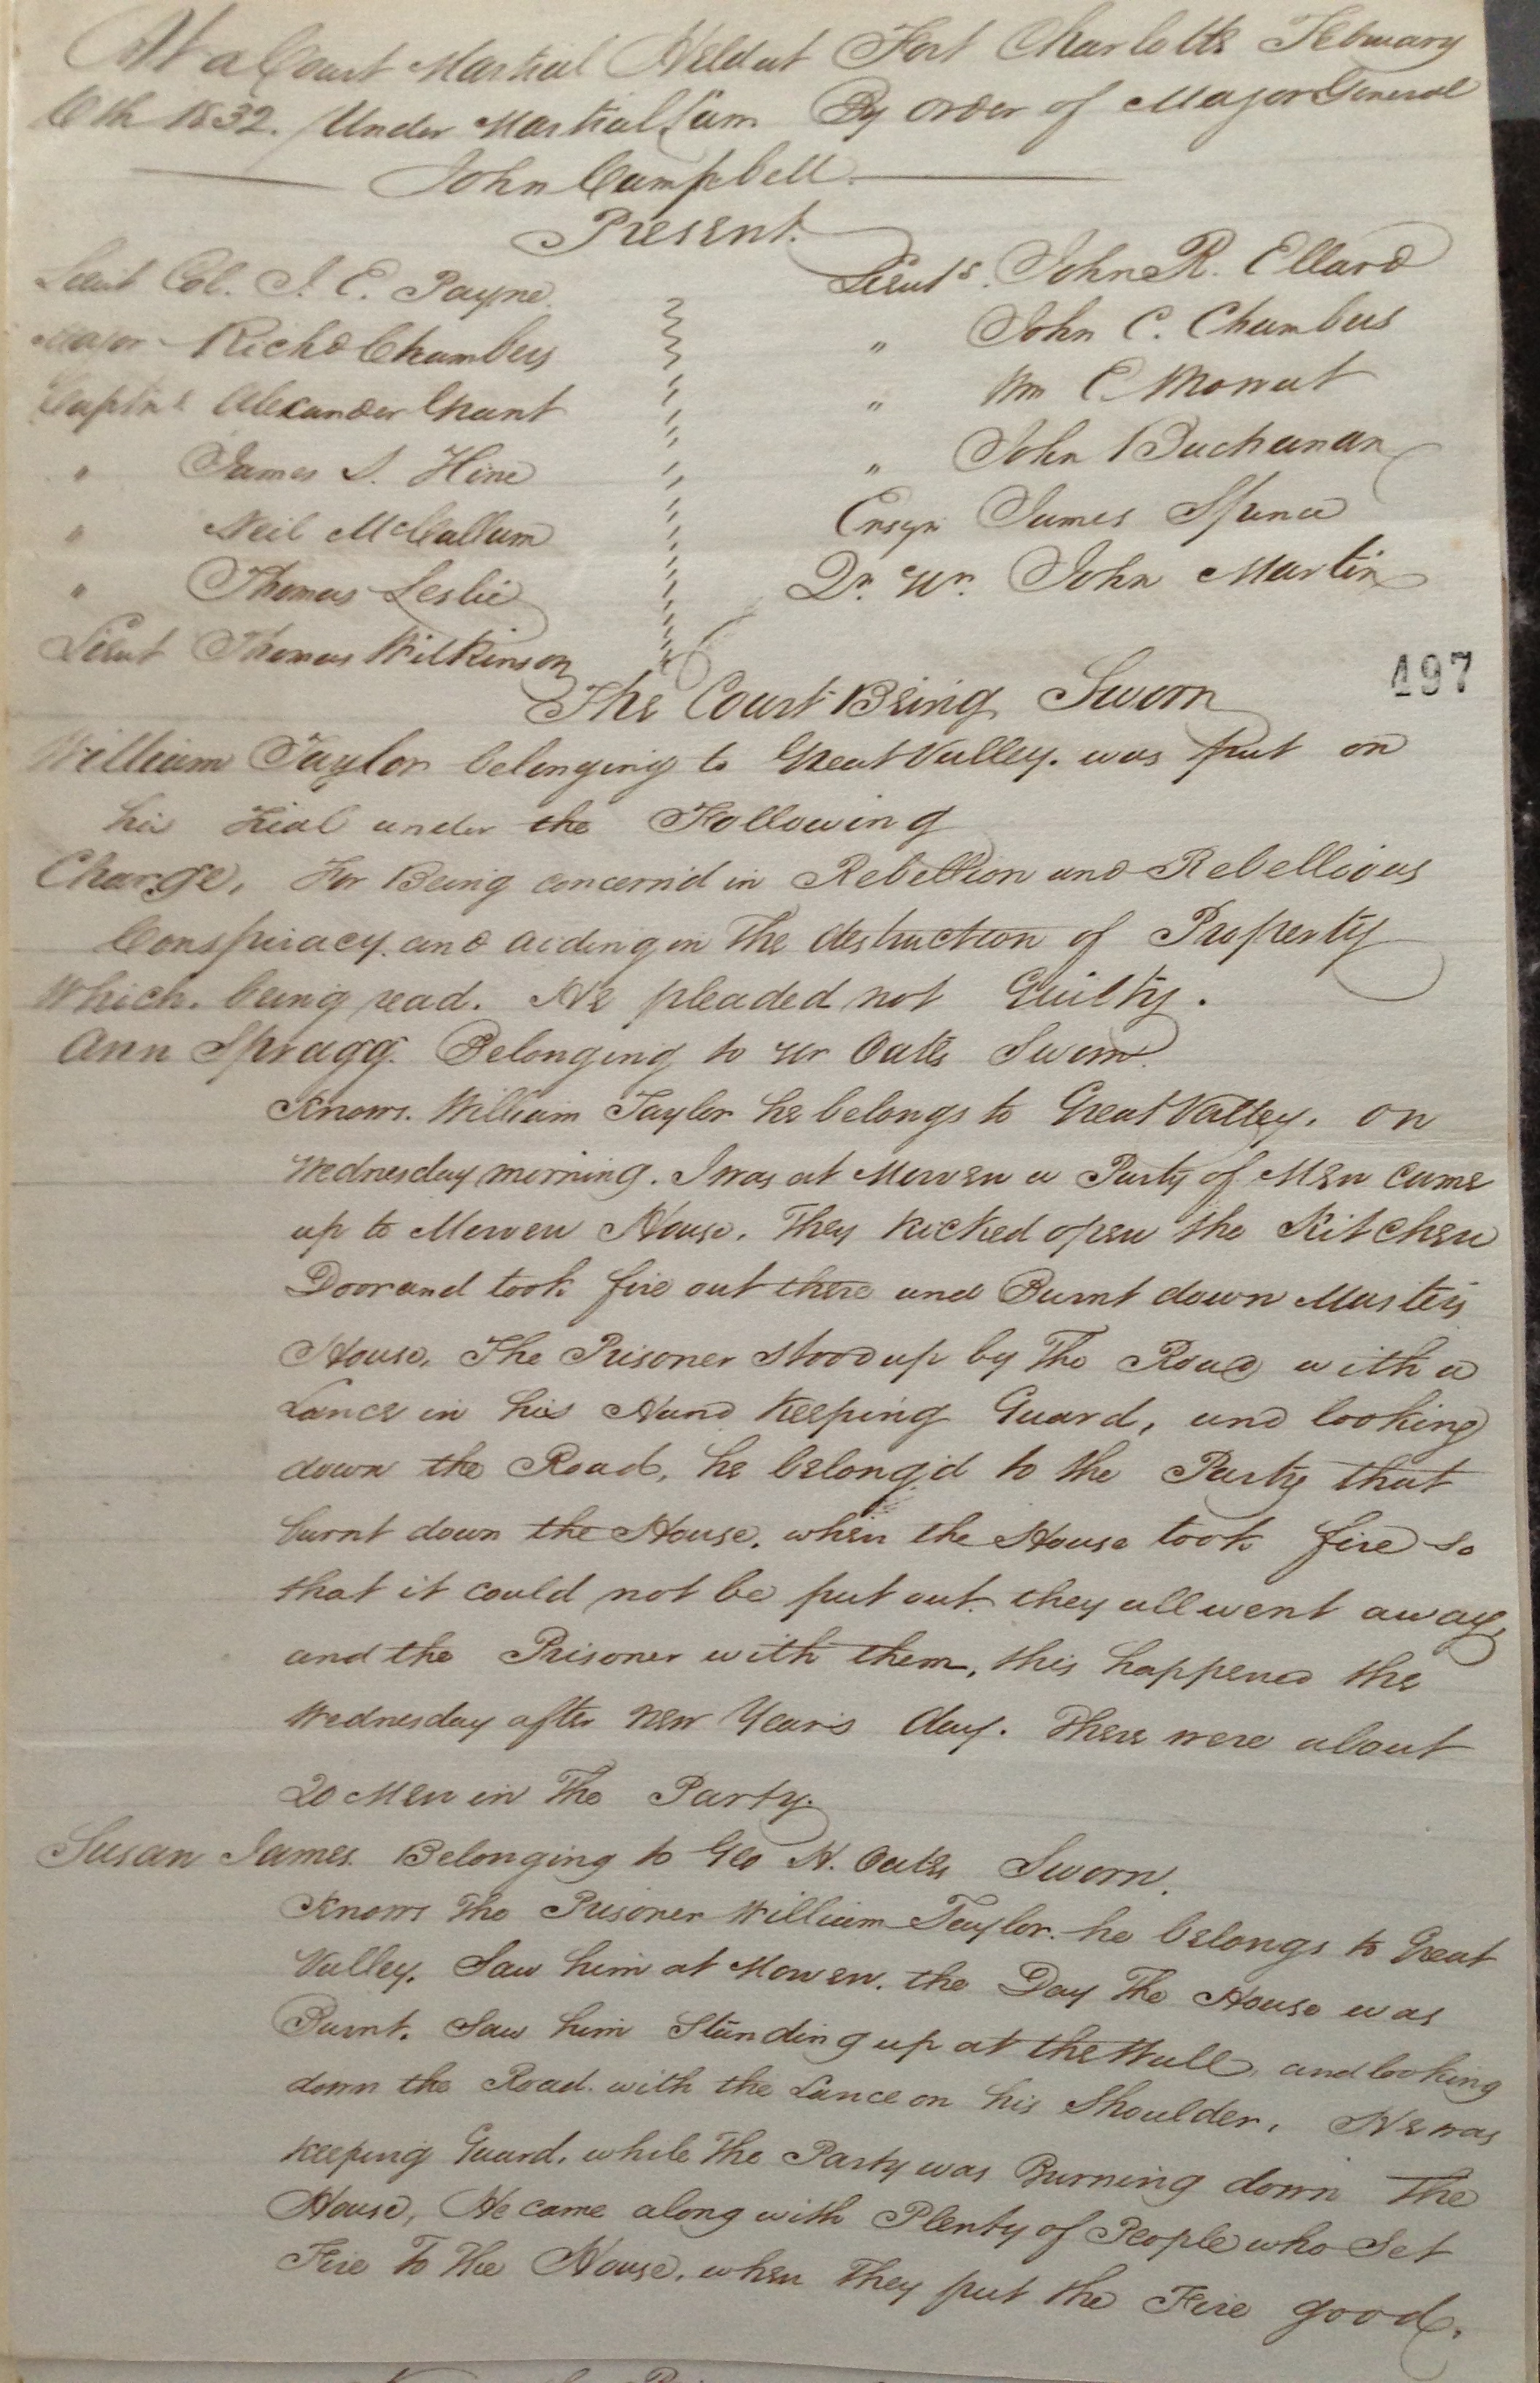 At a Court Martial Held at Fort Charlotte February
6th 1832. Under Martial Law By order of Major General
John Campbell.
Present.
Lieut Col. J. E. Payne.
Major Richd Chambers
Captns Alexander Grant
" James S. Hine
" Neil McCallum
" Thomas Leslie
Lieut Thomas Wilkinson
Lieuts. John R. Ellard
" John C. Chambers
" Wm C Mowat
" John Buchanan
Ensyn James Spence
Qr. Mr. John Martin
The Court Being Sworn
497
William Taylor belonging to Great Valley. was put on
his trial under the Following
Charge, For Being concern'd in Rebellion and Rebellious
Conspiracy. and aiding in The destruction of Property
Which. being read. He pleaded not Guilty.
Ann Spragg. Belonging to Mr Oates Sworn.
Knows. William Taylor he belongs to Great Valley. on
Wednesday morning. I was at Mowen a Party of Men came
up to Mowen House. They kicked open the Kitchen
Door and took fire out there and Burnt down Master's
House, The Prisoner stood up by The Road with a
Lance in his Hand Keeping Guard, and looking
down the Road, he belong'd to the Party that
burnt down the House. when the House took fire so
that it could not be put out. they all went away,
and the Prisoner with them, this happened the
Wednesday after New Year's day. There were about
20 Men in The Party.
Susan James. Belonging to Geo H. Oates Sworn.
Knows The Prisoner William Taylor. he belongs to Great
Valley. Saw him at Mowen. the Day The House was
Burnt. Saw him Standing up at the Wall, and looking
down the Road. with the Lance on his Shoulder, He was
Keeping Guard. while The Party was Burning down The
House, He came along with Plenty of People who Set
Fire To The House. when They put the Fire good.